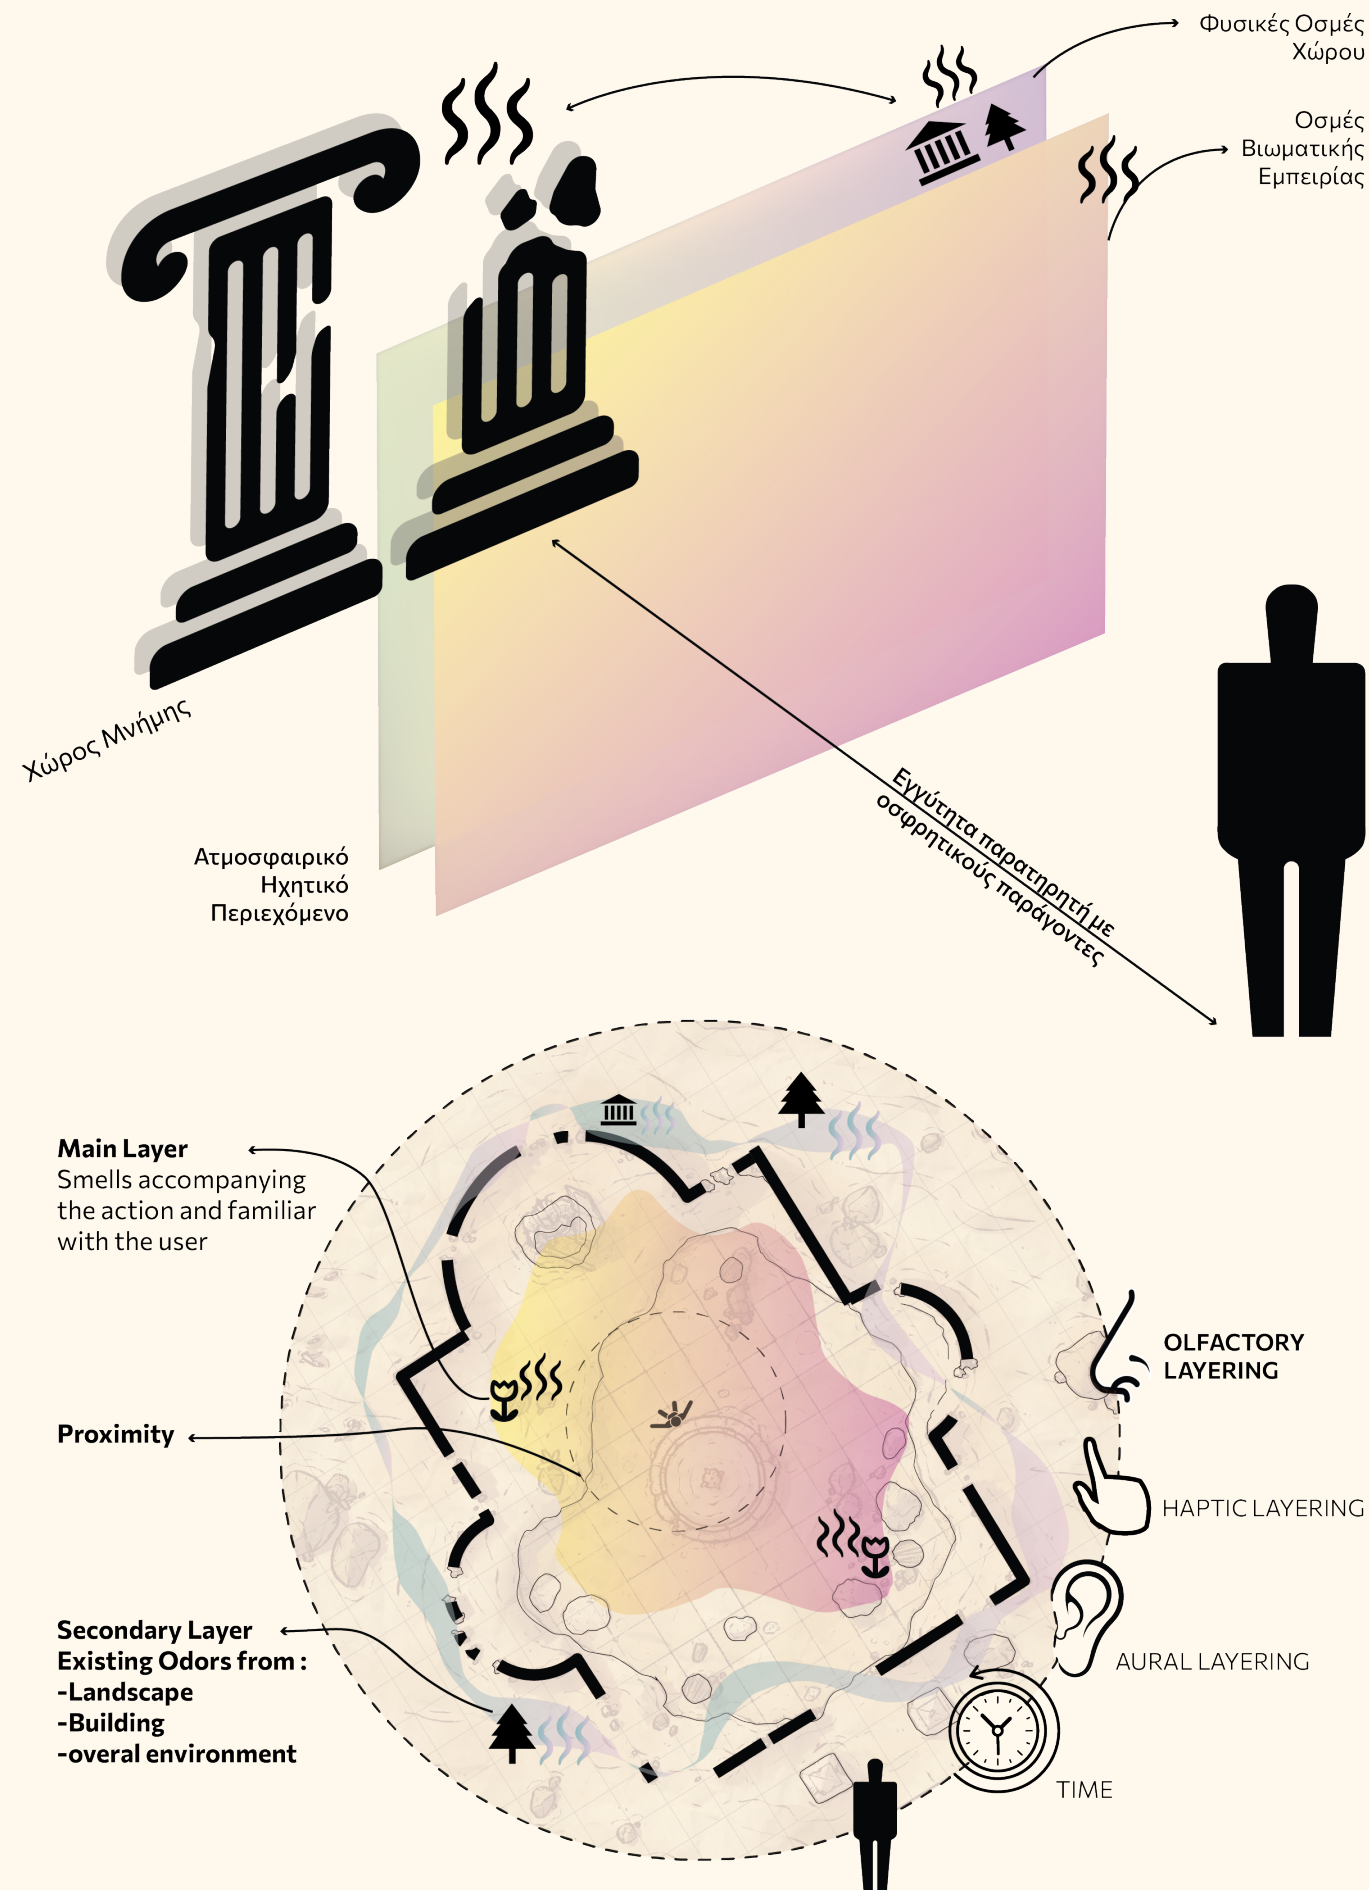 Φυσικές Οσμές
Χώρου
Οσμές
Βιωματικής
Εμπειρίας
Χώρος Μνήμης
Ατμοσφαιρικό
Ηχητικό
Περιεχόμενο
Εγγύτητα παρατηρητή με
οσφρητικούς παράγοντες
Main Layer
Smells accompanying
the action and familiar
with the user
Proximity
Secondary Layer
Existing Odors from :
-Landscape
-Building
-overal environment
OLFACTORY
LAYERING
HAPTIC LAYERING
AURAL LAYERING
TIME